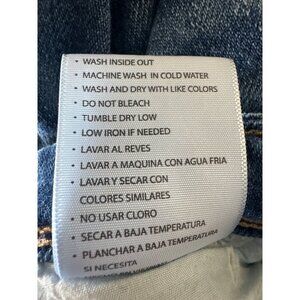 • WASH INSIDE OUT
• MACHINE WASH IN COLD WATER
• WASH AND DRY WITH LIKE COLORS
• DO NOT BLEACH
• TUMBLE DRY LOW
• LOW IRON IF NEEDED
• LAVAR AL REVES
• LAVAR A MAQUINA CON AGUA FRIA
• LAVAR Y SECAR CON
COLORES SIMILARES
• NO USAR CLORO
• SECAR A BAJA TEMPERATURA
• PLANCHAR A BAJA TEMPERATURA
SI NECESITA